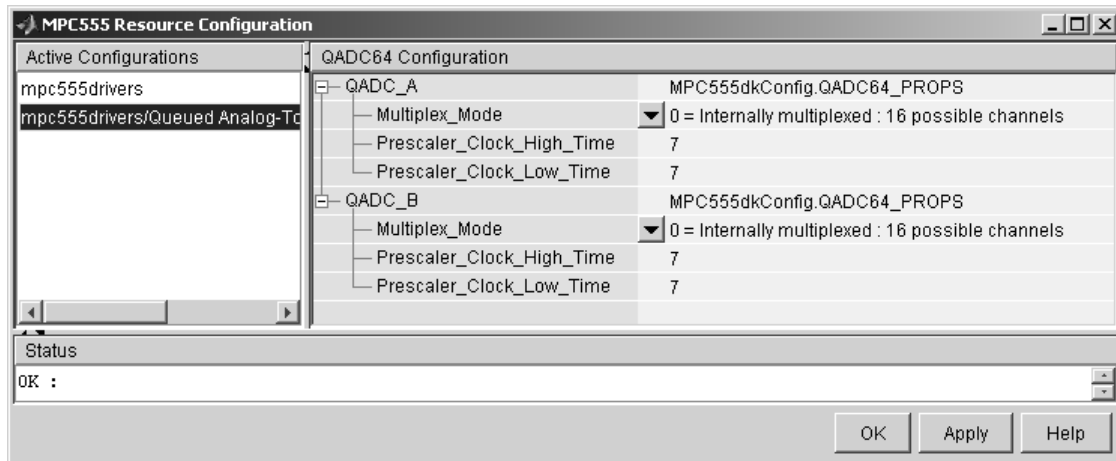 MPC555 Resource Configuration
Active Configurations
mpc555drivers
mpc555drivers/Queued Analog-To
QADC64 Configuration
QADC_A MPC555dkConfig.QADC64_PROPS
Multiplex_Mode 0 = Internally multiplexed : 16 possible channels
Prescaler_Clock_High_Time 7
Prescaler_Clock_Low_Time 7
QADC_B MPC555dkConfig.QADC64_PROPS
Multiplex_Mode 0 = Internally multiplexed : 16 possible channels
Prescaler_Clock_High_Time 7
Prescaler_Clock_Low_Time 7
Status
OK :
OK Apply Help